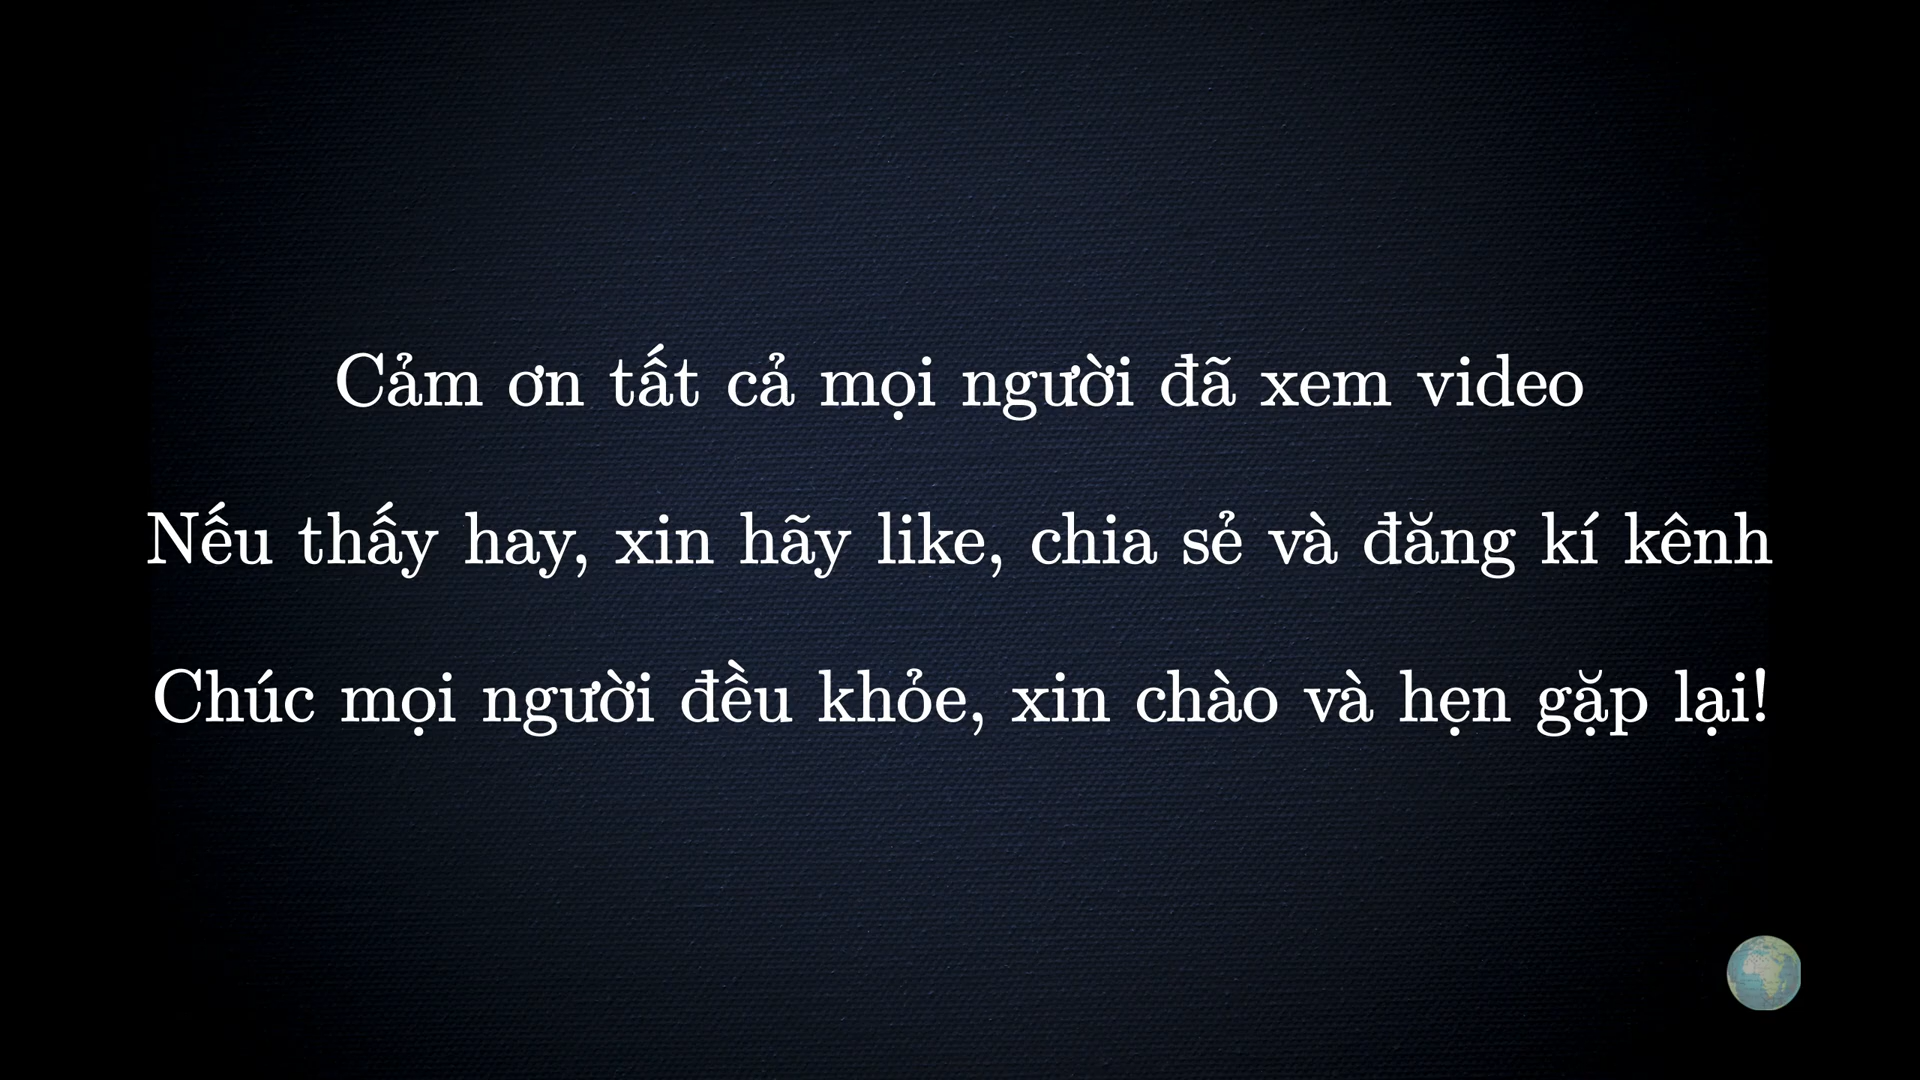 Cảm ơn tất cả mọi người đã xem video
Nếu thấy hay, xin hãy like, chia sẻ và đăng kí kênh
Chúc mọi người đều khỏe, xin chào và hẹn gặp lại!